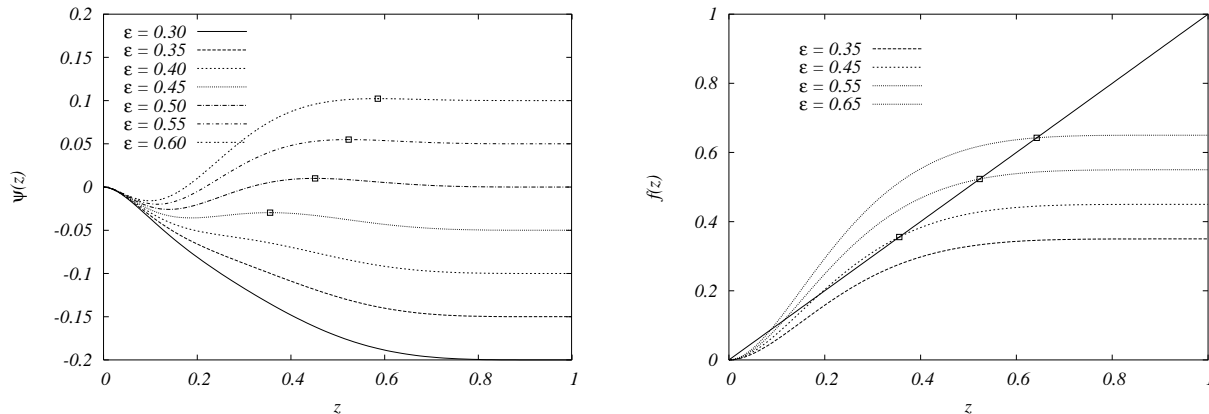 0.2
0.15
0.1
0.05
0
-0.05
-0.1
-0.15
-0.2
ψ(z)
ε = 0.30
ε = 0.35
ε = 0.40
ε = 0.45
ε = 0.50
ε = 0.55
ε = 0.60
0 0.2 0.4 0.6 0.8 1
z
1
0.8
0.6
0.4
0.2
0
f(z)
ε = 0.35
ε = 0.45
ε = 0.55
ε = 0.65
0 0.2 0.4 0.6 0.8 1
z